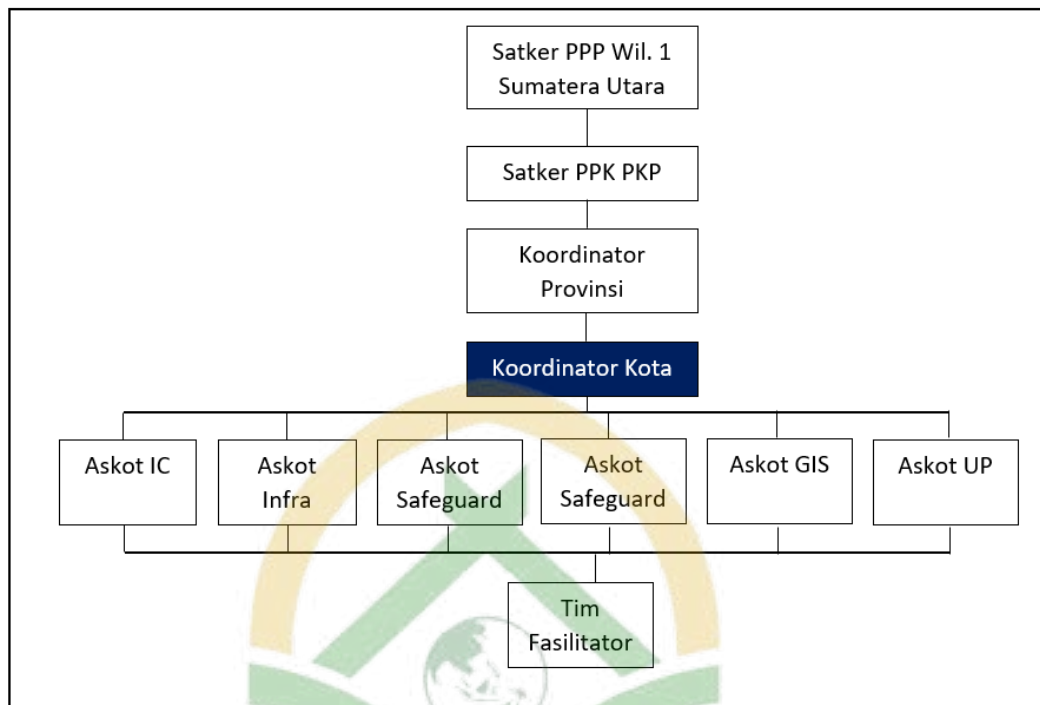 Satker PPP Wil. 1
Sumatera Utara
Satker PPK PKP
Koordinator
Provinsi
Koordinator Kota
Askot IC
Askot
Infra
Askot
Safeguard
Askot
Safeguard
Askot GIS
Askot UP
Tim
Fasilitator